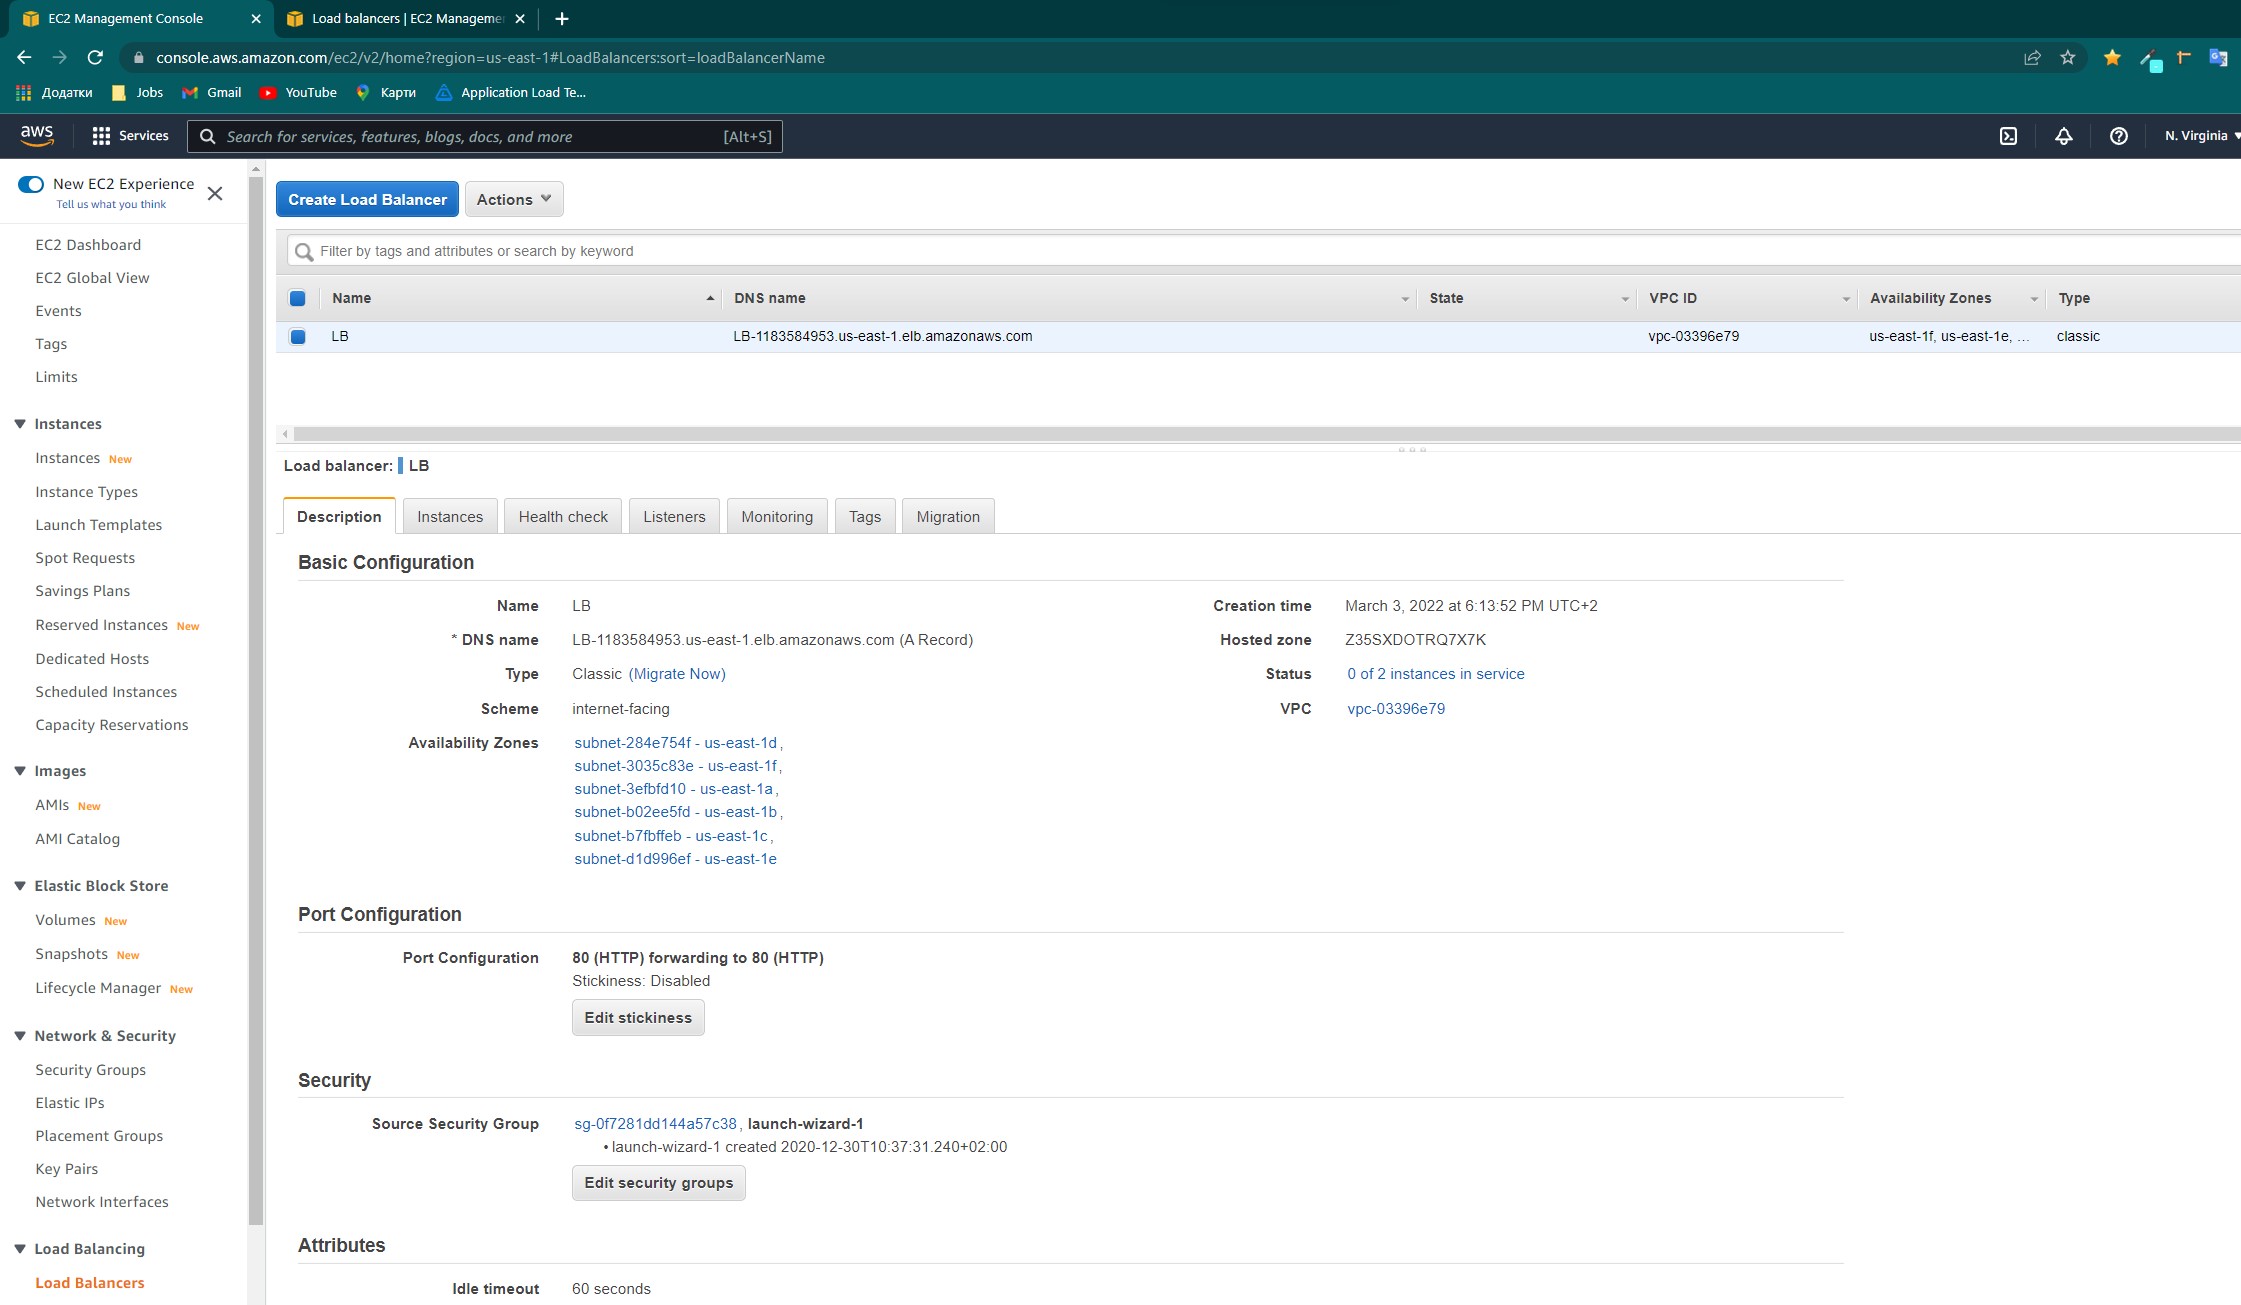 EC2 Management Console
Load balancers | EC2 Manageme
console.aws.amazon.com/ec2/v2/home?region=us-east-1#LoadBalancers:sort=loadBalancerName
Додатки Jobs Gmail YouTube Карти Application Load Te...
aws Services Search for services, features, blogs, docs, and more [Alt+S] N. Virginia
New EC2 Experience
Tell us what you think
EC2 Dashboard
EC2 Global View
Events
Tags
Limits
Instances
Instances New
Instance Types
Launch Templates
Spot Requests
Savings Plans
Reserved Instances New
Dedicated Hosts
Scheduled Instances
Capacity Reservations
Images
AMIs New
AMI Catalog
Elastic Block Store
Volumes New
Snapshots New
Lifecycle Manager New
Network & Security
Security Groups
Elastic IPs
Placement Groups
Key Pairs
Network Interfaces
Load Balancing
Load Balancers
Create Load Balancer Actions
Filter by tags and attributes or search by keyword
Name DNS name State VPC ID Availability Zones Type
LB LB-1183584953.us-east-1.elb.amazonaws.com vpc-03396e79 us-east-1f, us-east-1e, ... classic
Load balancer: LB
Description Instances Health check Listeners Monitoring Tags Migration
Basic Configuration
Name LB
* DNS name LB-1183584953.us-east-1.elb.amazonaws.com (A Record)
Type Classic (Migrate Now)
Scheme internet-facing
Availability Zones subnet-284e754f - us-east-1d,
subnet-3035c83e - us-east-1f,
subnet-3efbfd10 - us-east-1a,
subnet-b02ee5fd - us-east-1b,
subnet-b7fbffeb - us-east-1c,
subnet-d1d996ef - us-east-1e
Creation time March 3, 2022 at 6:13:52 PM UTC+2
Hosted zone Z35SXDOTRQ7X7K
Status 0 of 2 instances in service
VPC vpc-03396e79
Port Configuration
Port Configuration 80 (HTTP) forwarding to 80 (HTTP)
Stickiness: Disabled
Edit stickiness
Security
Source Security Group sg-0f7281dd144a57c38, launch-wizard-1
• launch-wizard-1 created 2020-12-30T10:37:31.240+02:00
Edit security groups
Attributes
Idle timeout 60 seconds